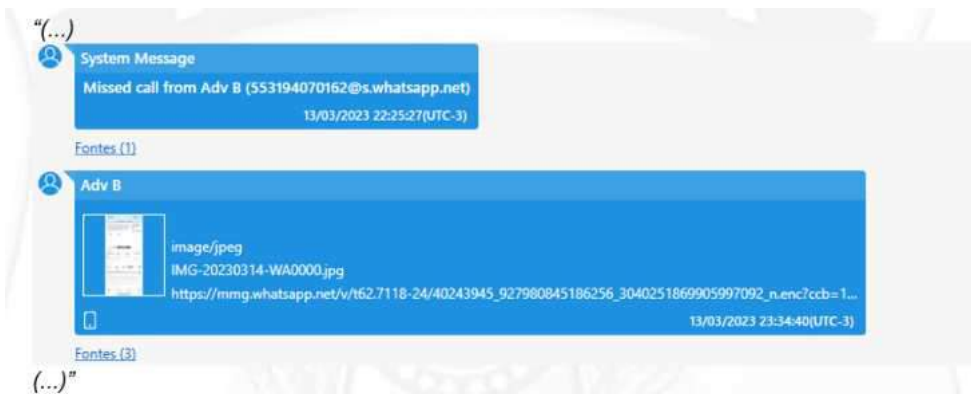 “(...)
System Message
Missed call from Adv B (553194070162@s.whatsapp.net)
13/03/2023 22:25:27(UTC-3)
Fontes (1)
Adv B
image/jpeg
IMG-20230314-WA0000.jpg
https://mmg.whatsapp.net/v/t62.7118-24/40243945_927980845186256_3040251869905997092_n.enc?ccb=1...
13/03/2023 23:34:40(UTC-3)
Fontes (3)
(...)”